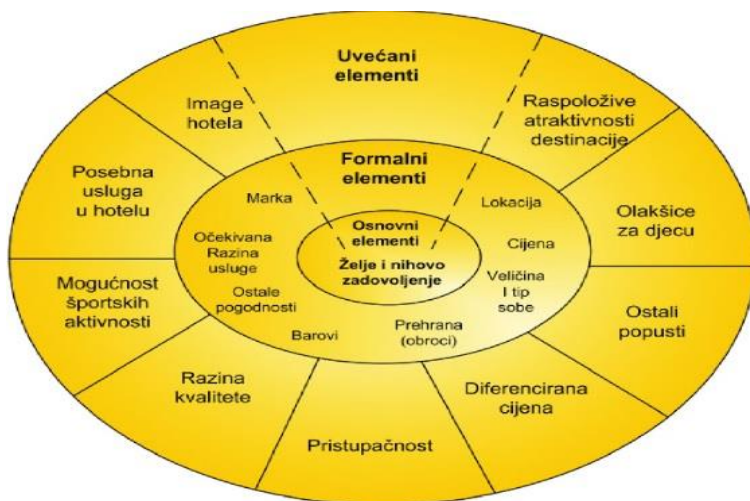 Uvećani
elementi
Image
hotela
Raspoložive
atraktivnosti
destinacije
Formalni
elementi
Posebna
usluga
u hotelu
Marka
Lokacija
Olakšice
za djecu
Osnovni
elementi
Očekivana
Razina
usluge
Cijena
Želje i nihovo
zadovoljenje
Mogućnost
športskih
aktivnosti
Ostale
pogodnosti
Veličina
I tip
sobe
Ostali
popusti
Barovi
Prehrana
(obroci)
Razina
kvalitete
Diferencirana
cijena
Pristupačnost